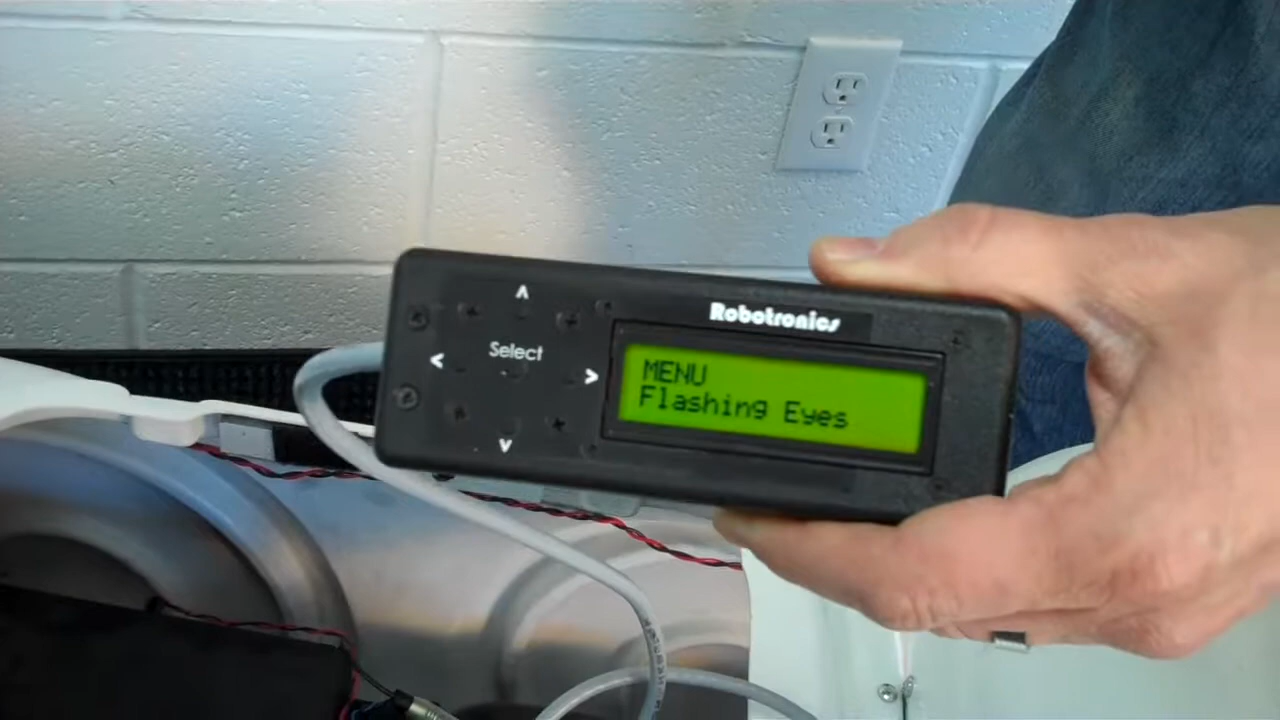 Robotronics
^
Select
<
>
v
MENU
Flashing Eyes